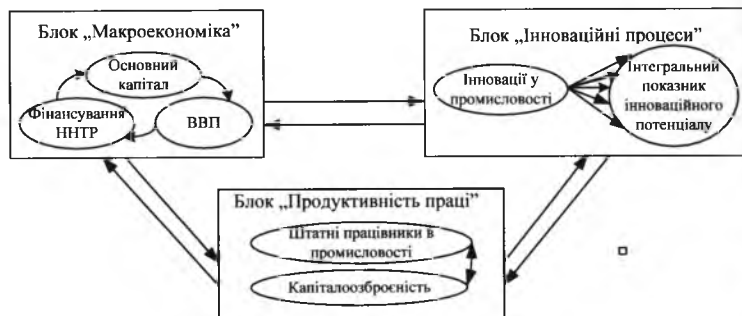 Блок „Макроекономіка”
Основний
капітал
Фінансування
ННТР
ВВП
Блок „Інноваційні процеси”
Інновації у
промисловості
Інтегральний
показник
інноваційного
потенціалу
Блок „Продуктивність праці”
Штатні працівники в
промисловості
Капіталоозброєність